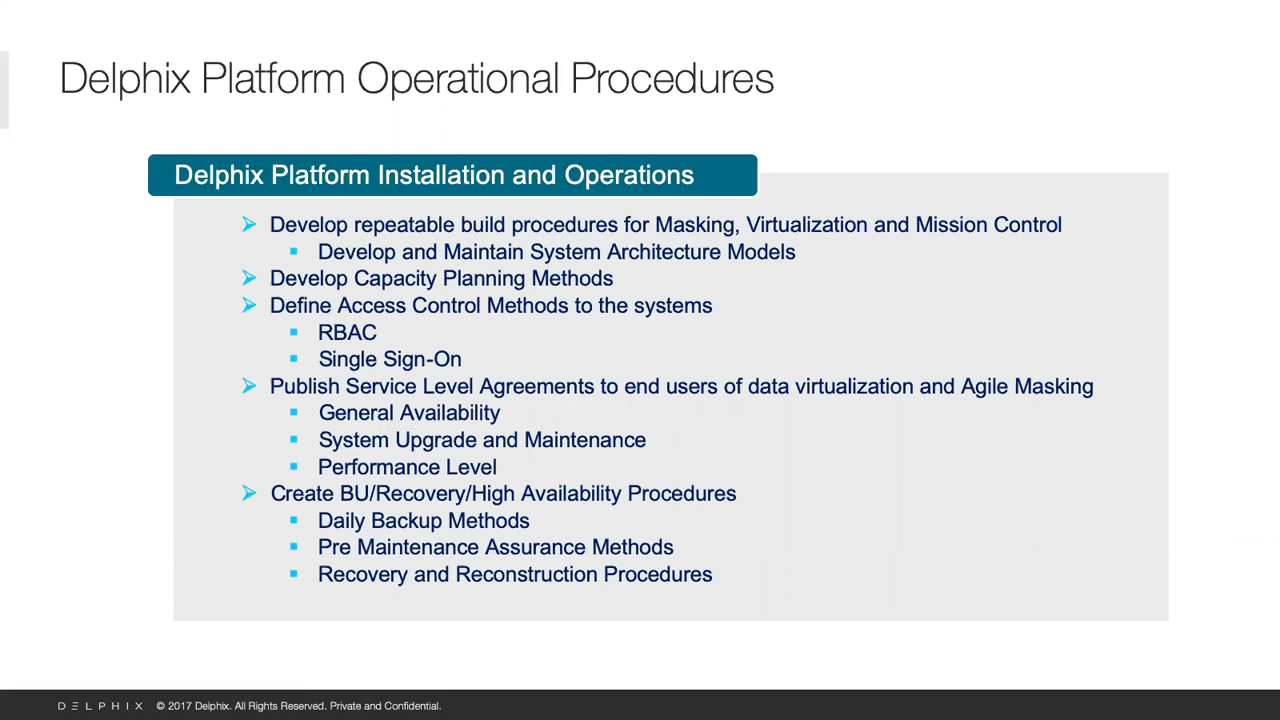 Delphix Platform Operational Procedures
Delphix Platform Installation and Operations
Develop repeatable build procedures for Masking, Virtualization and Mission Control
Develop and Maintain System Architecture Models
Develop Capacity Planning Methods
Define Access Control Methods to the systems
RBAC
Single Sign-On
Publish Service Level Agreements to end users of data virtualization and Agile Masking
General Availability
System Upgrade and Maintenance
Performance Level
Create BU/Recovery/High Availability Procedures
Daily Backup Methods
Pre Maintenance Assurance Methods
Recovery and Reconstruction Procedures
DELPHIX © 2017 Delphix. All Rights Reserved. Private and Confidential.